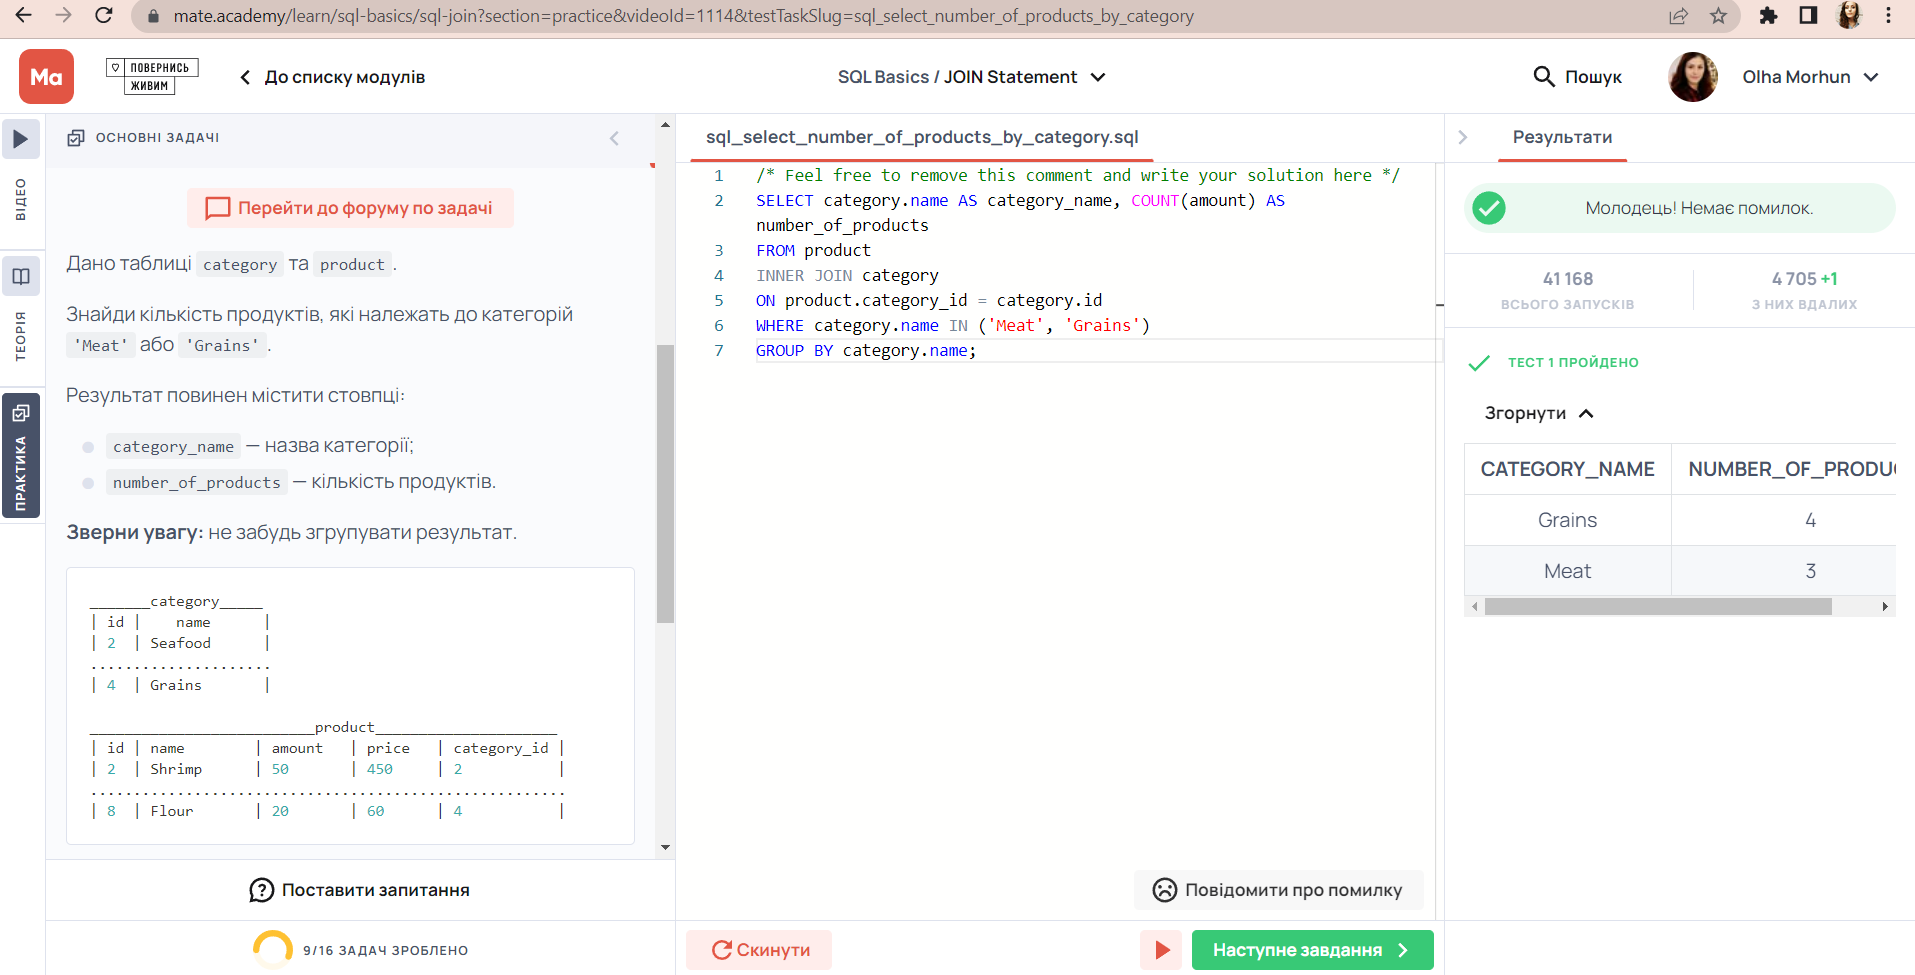 mate.academy/learn/sql-basics/sql-join?section=practice&videoId=1114&testTaskSlug=sql_select_number_of_products_by_category
Ma
ПОВЕРНИСЬ
ЖИВИМ
До списку модулів
SQL Basics / JOIN Statement
Пошук
Olha Morhun
ВІДЕО
ТЕОРІЯ
ПРАКТИКА
ОСНОВНІ ЗАДАЧІ
Перейти до форуму по задачі
Дано таблиці category та product .
Знайди кількість продуктів, які належать до категорій
'Meat' або 'Grains'.
Результат повинен містити стовпці:
category_name — назва категорії;
number_of_products — кількість продуктів.
Зверни увагу: не забудь згрупувати результат.
_______category_____
| id |    name      |
| 2  | Seafood      |
.....................
| 4  | Grains       |
__________________________product_____________________
| id | name        | amount   | price   | category_id |
| 2  | Shrimp      | 50       | 450     | 2           |
.......................................................
| 8  | Flour       | 20       | 60      | 4           |
Поставити запитання
9/16 ЗАДАЧ ЗРОБЛЕНО
sql_select_number_of_products_by_category.sql
1 /* Feel free to remove this comment and write your solution here */
2 SELECT category.name AS category_name, COUNT(amount) AS
number_of_products
3 FROM product
4 INNER JOIN category
5 ON product.category_id = category.id
6 WHERE category.name IN ('Meat', 'Grains')
7 GROUP BY category.name;
Повідомити про помилку
Скинути
Наступне завдання
Результати
Молодець! Немає помилок.
41 168
ВСЬОГО ЗАПУСКІВ
4 705 +1
З НИХ ВДАЛИХ
ТЕСТ 1 ПРОЙДЕНО
Згорнути
CATEGORY_NAME NUMBER_OF_PRODUC
Grains 4
Meat 3